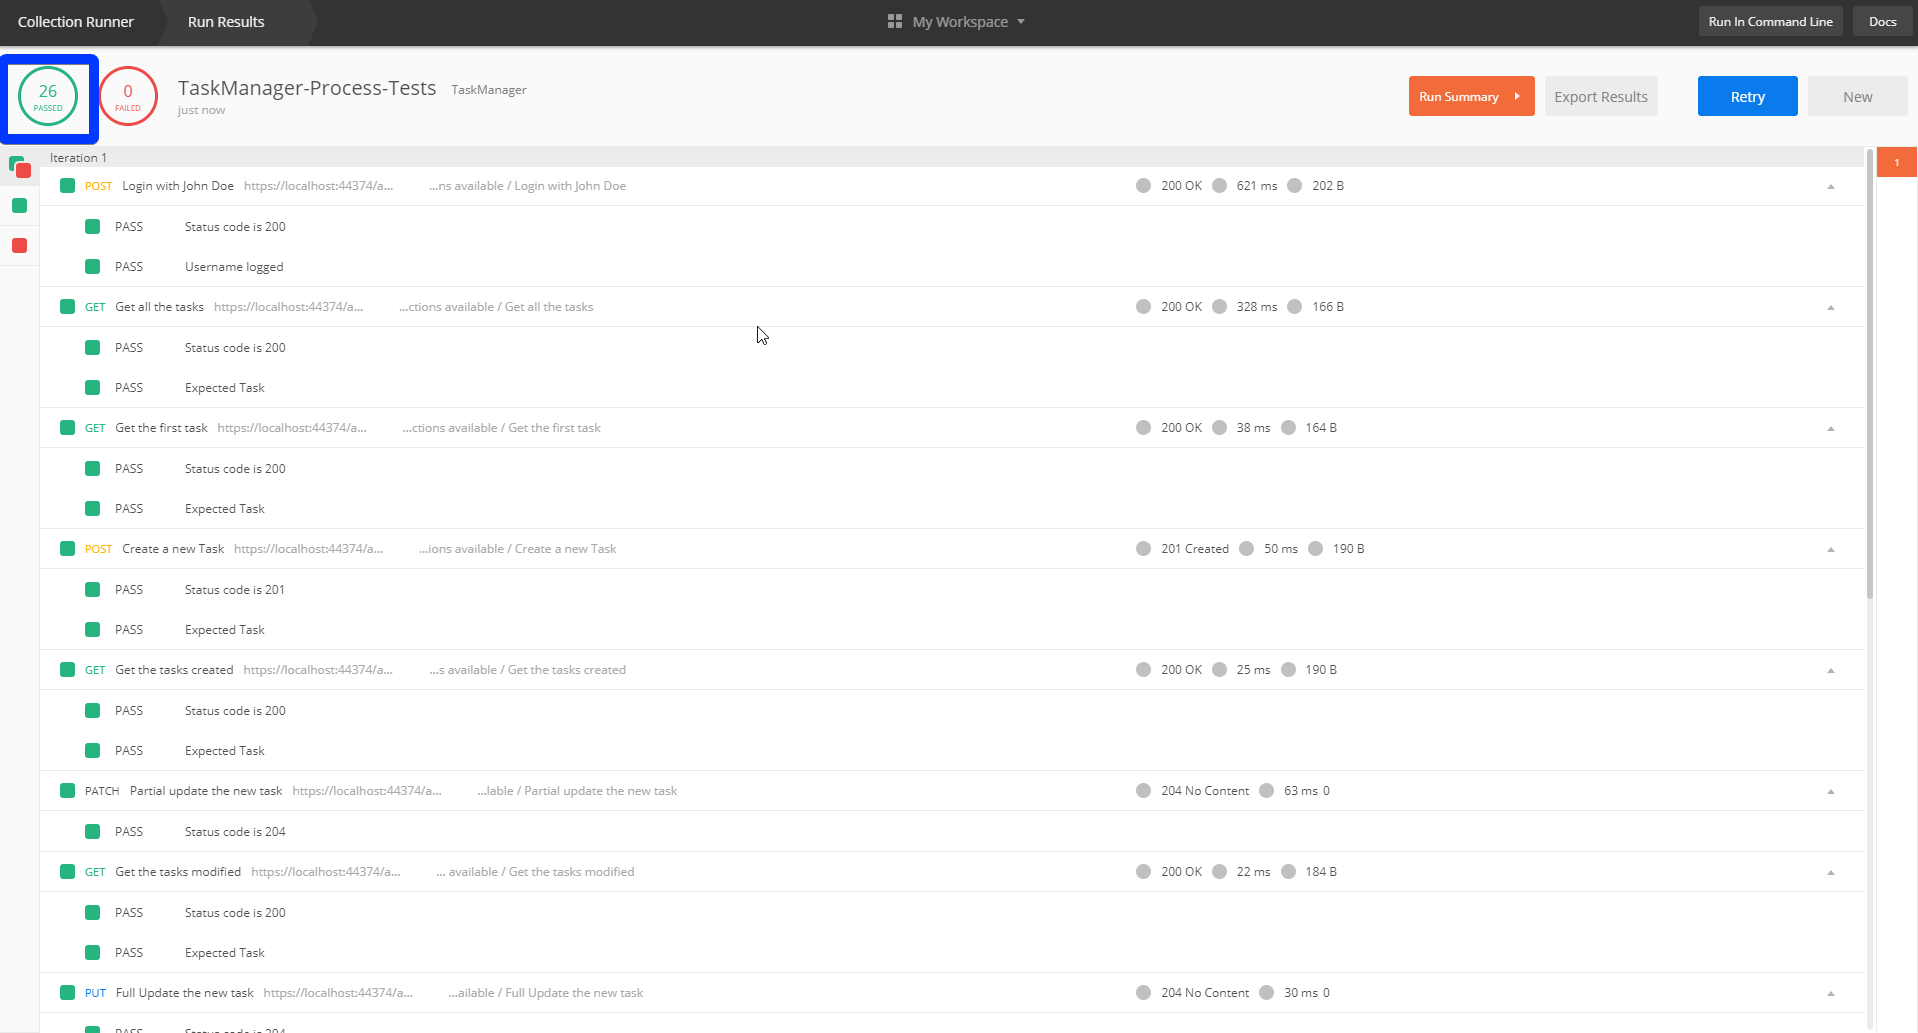 Collection Runner Run Results My Workspace Run In Command Line Docs
26 PASSED 0 FAILED TaskManager-Process-Tests TaskManager Run Summary Export Results Retry New
just now
Iteration 1 1
POST Login with John Doe https://localhost:44374/a... ...ns available / Login with John Doe 200 OK 621 ms 202 B
PASS Status code is 200
PASS Username logged
GET Get all the tasks https://localhost:44374/a... ...ctions available / Get all the tasks 200 OK 328 ms 166 B
PASS Status code is 200
PASS Expected Task
GET Get the first task https://localhost:44374/a... ...ctions available / Get the first task 200 OK 38 ms 164 B
PASS Status code is 200
PASS Expected Task
POST Create a new Task https://localhost:44374/a... ...ions available / Create a new Task 201 Created 50 ms 190 B
PASS Status code is 201
PASS Expected Task
GET Get the tasks created https://localhost:44374/a... ...s available / Get the tasks created 200 OK 25 ms 190 B
PASS Status code is 200
PASS Expected Task
PATCH Partial update the new task https://localhost:44374/a... ...lable / Partial update the new task 204 No Content 63 ms 0
PASS Status code is 204
GET Get the tasks modified https://localhost:44374/a... ... available / Get the tasks modified 200 OK 22 ms 184 B
PASS Status code is 200
PASS Expected Task
PUT Full Update the new task https://localhost:44374/a... ...ailable / Full Update the new task 204 No Content 30 ms 0
PASS Status code is 204